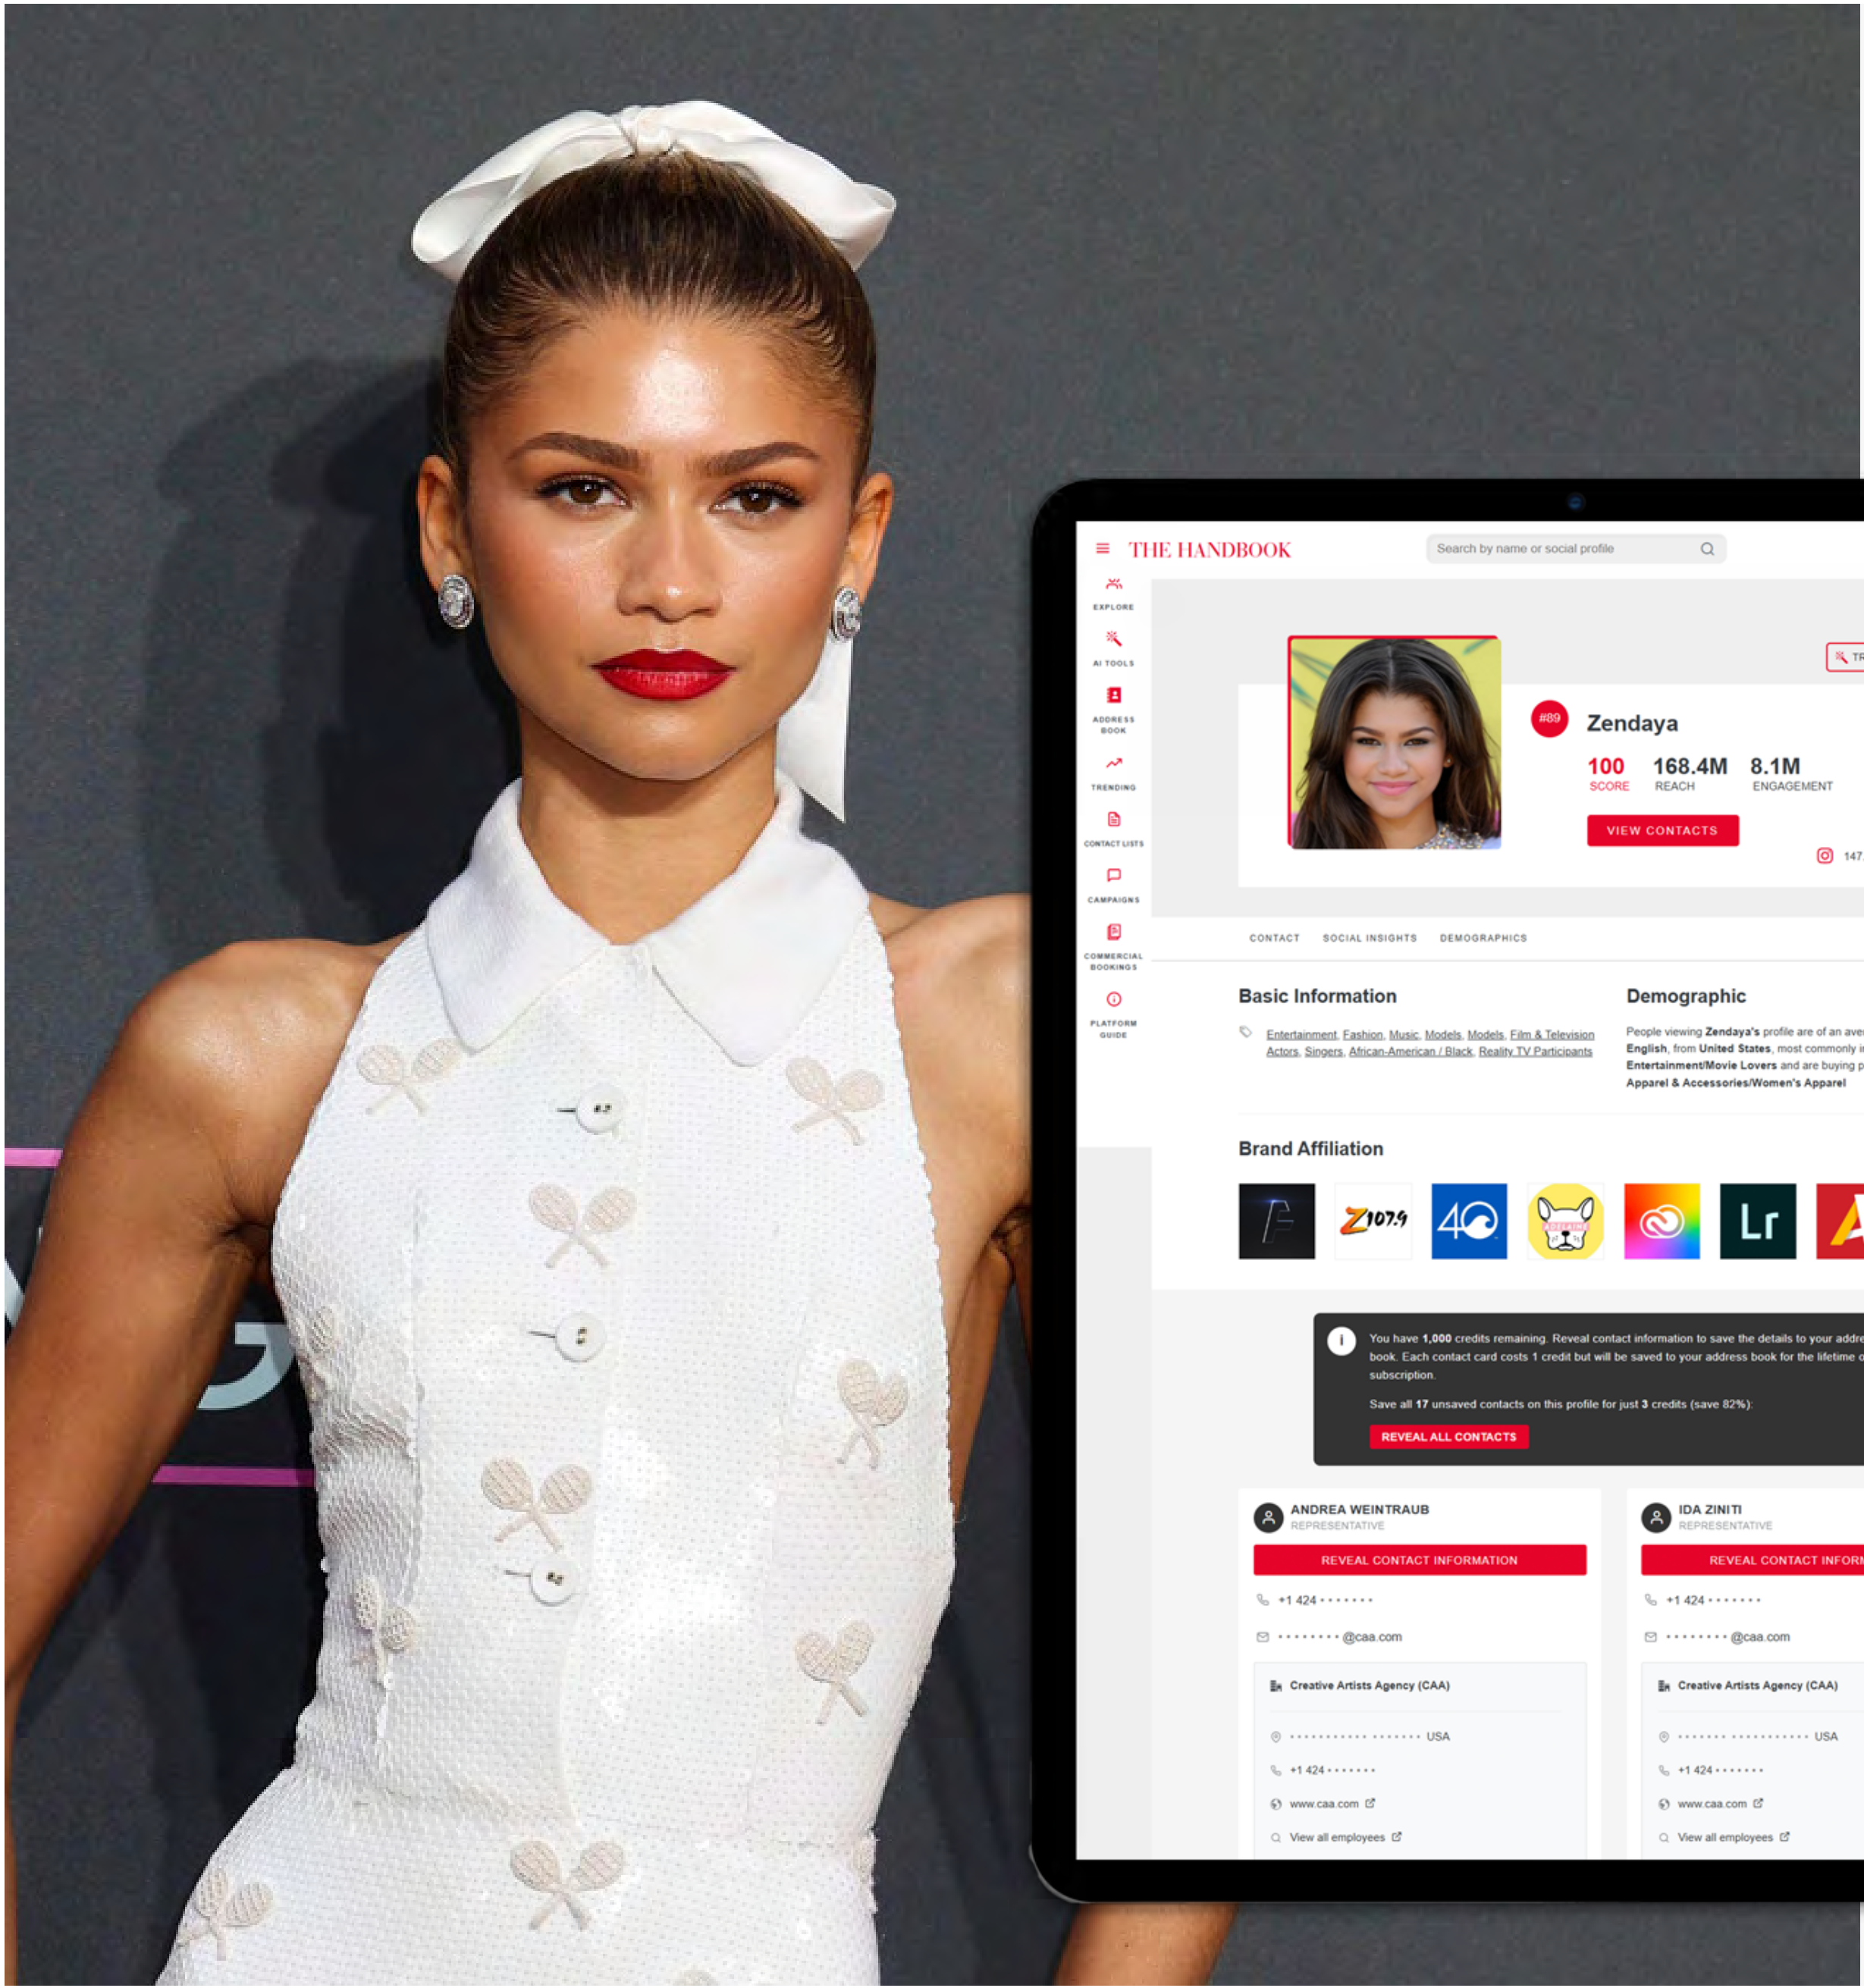 THE HANDBOOK
Search by name or social profile
EXPLORE
AI TOOLS
ADDRESS
BOOK
TRENDING
CONTACT LISTS
CAMPAIGNS
COMMERCIAL
BOOKINGS
PLATFORM
GUIDE
#89
Zendaya
100
SCORE
168.4M
REACH
8.1M
ENGAGEMENT
VIEW CONTACTS
147.
CONTACT SOCIAL INSIGHTS DEMOGRAPHICS
Basic Information
Entertainment, Fashion, Music, Models, Models, Film & Television
Actors, Singers, African-American / Black, Reality TV Participants
Demographic
People viewing Zendaya's profile are of an
English, from United States, most commonly
Entertainment/Movie Lovers and are buying
Apparel & Accessories/Women's Apparel
Brand Affiliation
Z107.9
40
ADELAINE
Lr
You have 1,000 credits remaining. Reveal contact information to save the details to your
book. Each contact card costs 1 credit but will be saved to your address book for the lifetime
subscription.
Save all 17 unsaved contacts on this profile for just 3 credits (save 82%):
REVEAL ALL CONTACTS
ANDREA WEINTRAUB
REPRESENTATIVE
REVEAL CONTACT INFORMATION
+1 424 • • • • • • •
• • • • • • • • @caa.com
Creative Artists Agency (CAA)
• • • • • • • • • • • • • • • • • • USA
+1 424 • • • • • • •
www.caa.com
View all employees
IDA ZINITI
REPRESENTATIVE
REVEAL CONTACT INFORM
+1 424 • • • • • • •
• • • • • • • • @caa.com
Creative Artists Agency (CAA)
• • • • • • • • • • • • • • • • • • USA
+1 424 • • • • • • •
www.caa.com
View all employees